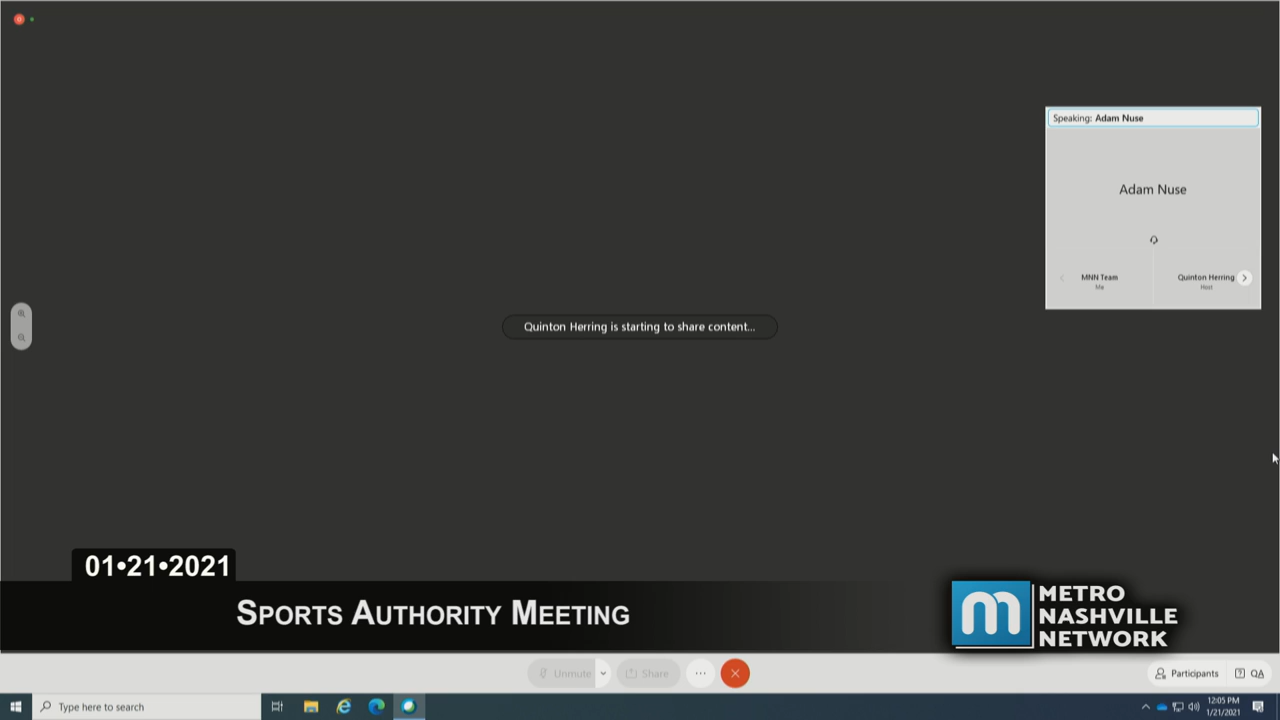 Speaking: Adam Nuse
Adam Nuse
MNN Team
Me
Quinton Herring
Host
Quinton Herring is starting to share content...
01•21•2021
SPORTS AUTHORITY MEETING
m
METRO
NASHVILLE
NETWORK
Unmute
Share
Participants
QA
Type here to search
12:05 PM
1/21/2021